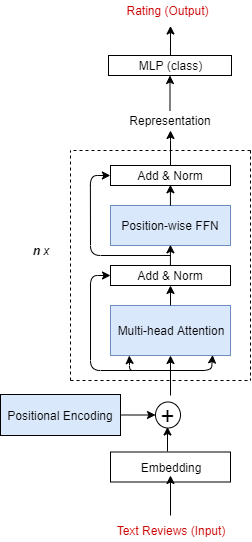 Rating (Output)
MLP (class)
Representation
Add & Norm
Position-wise FFN
n x
Add & Norm
Multi-head Attention
Positional Encoding
+
Embedding
Text Reviews (Input)